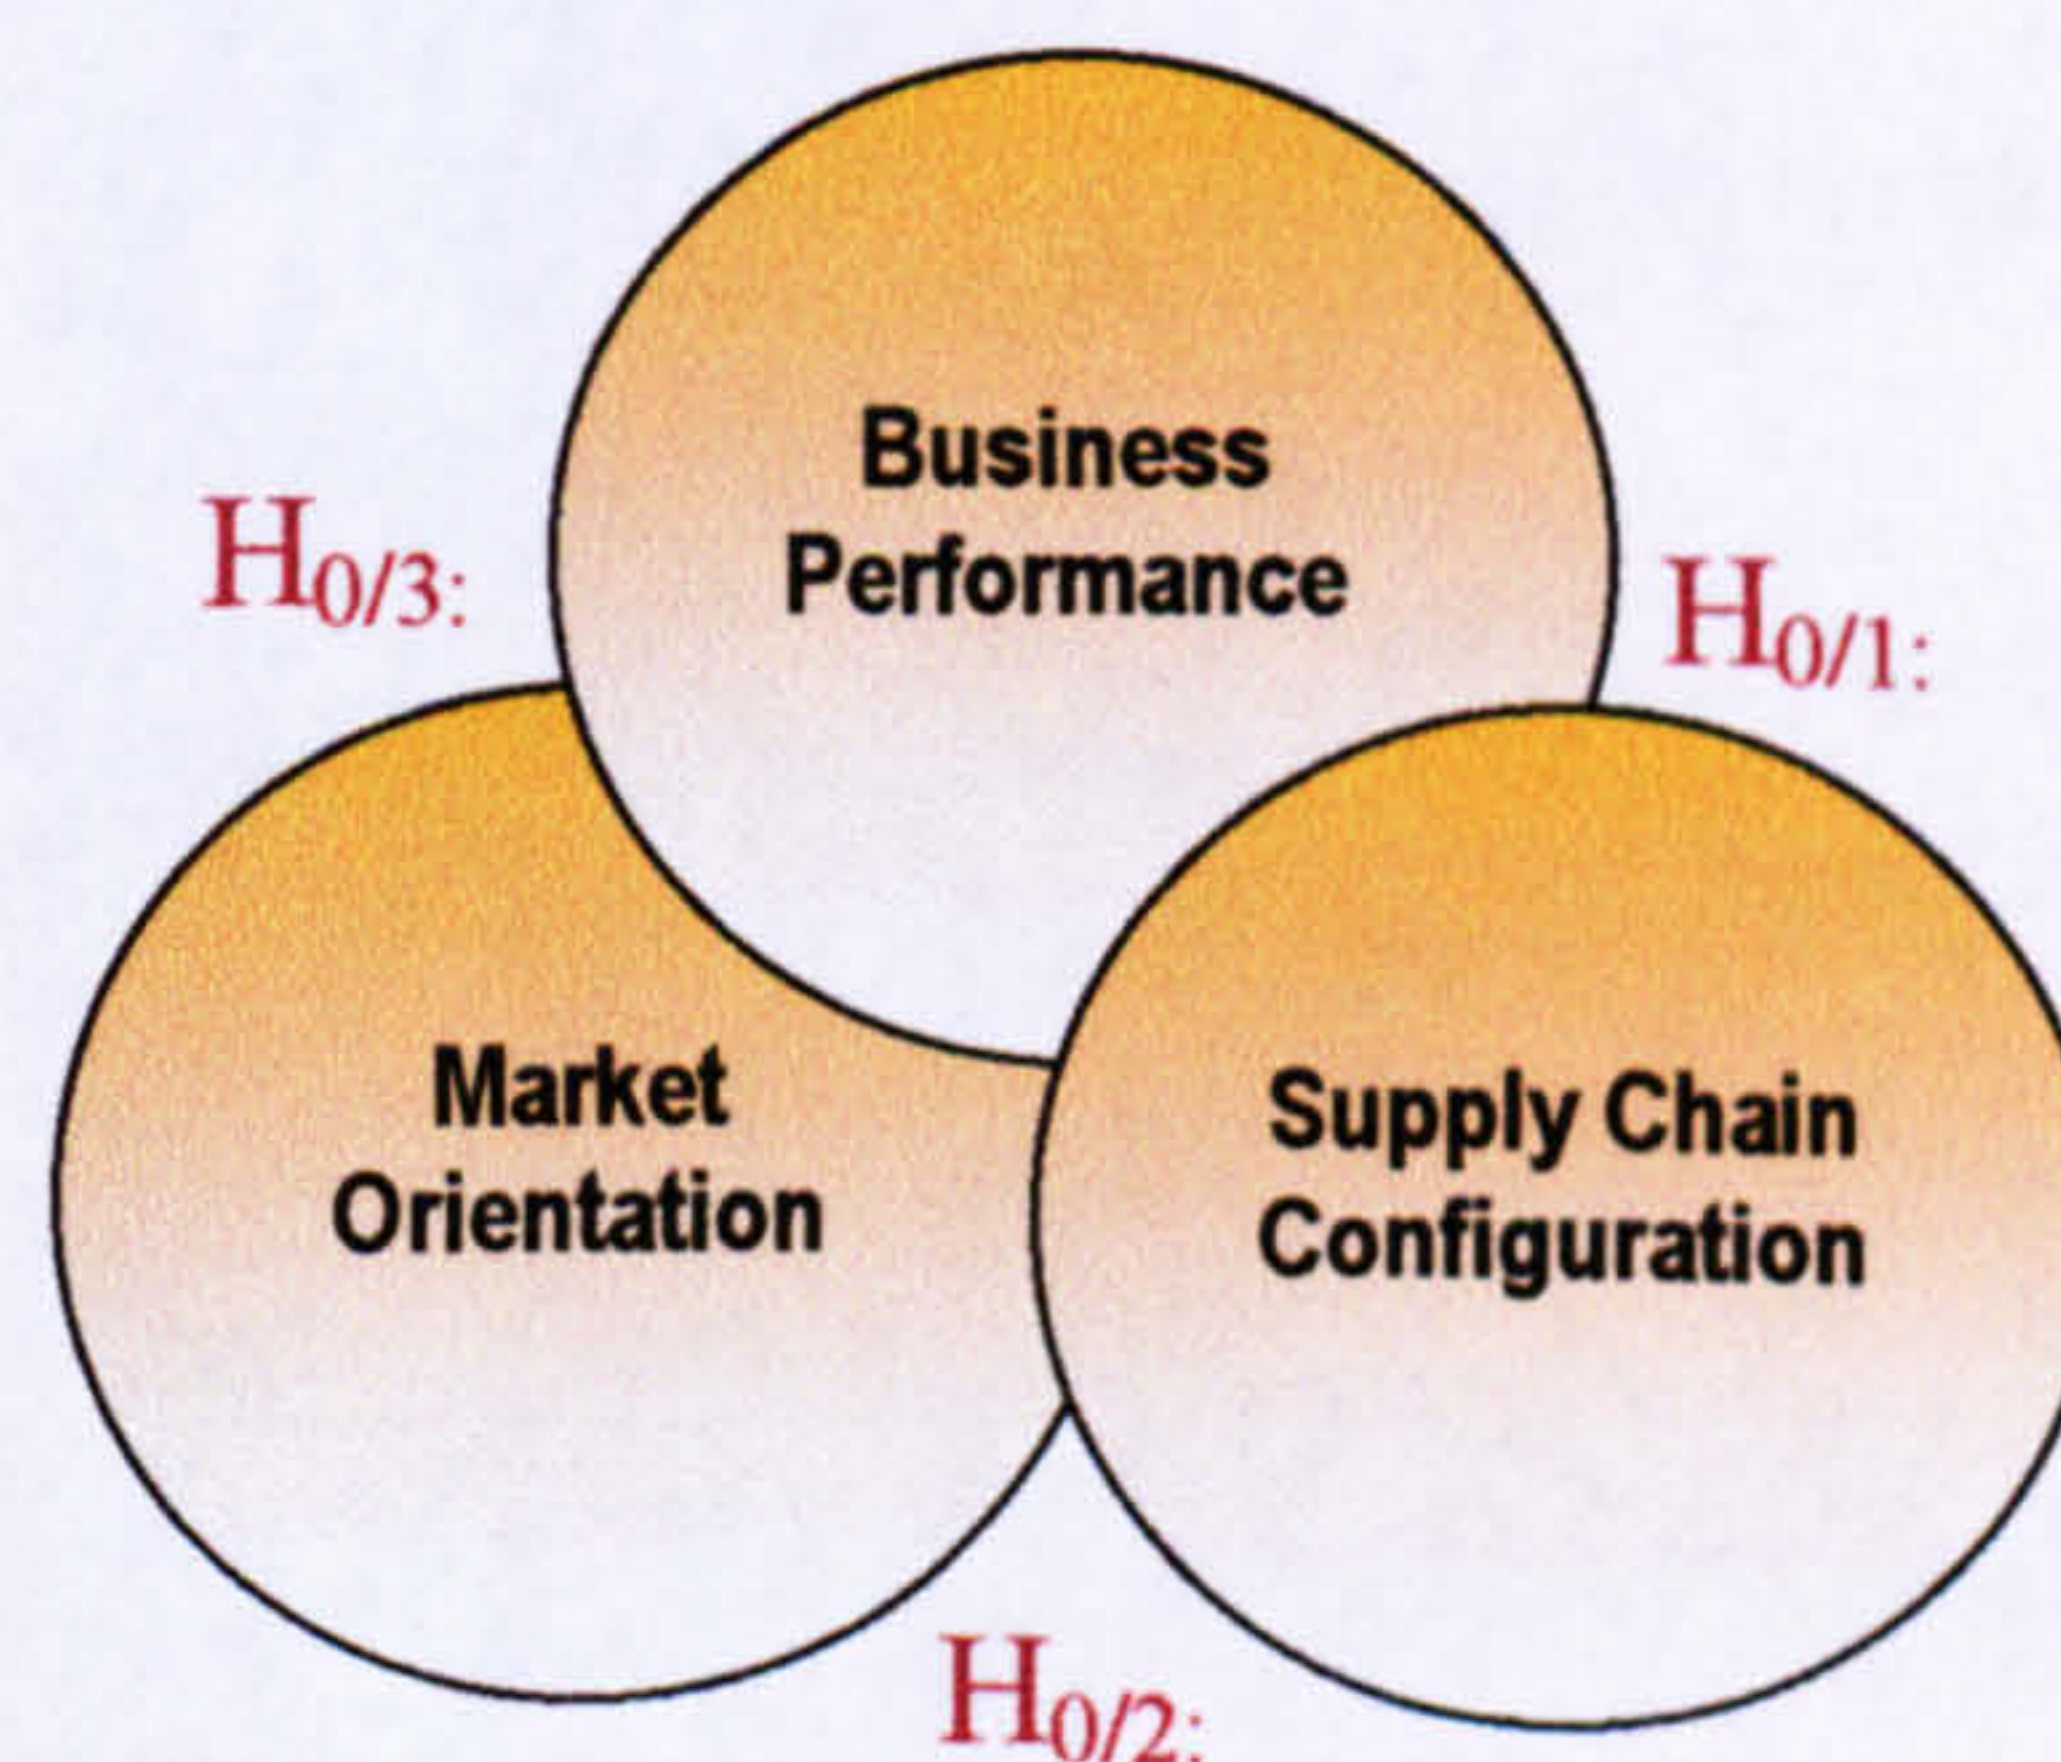 Business
Performance
H0/3:
H0/1:
Market
Orientation
Supply Chain
Configuration
H0/2: